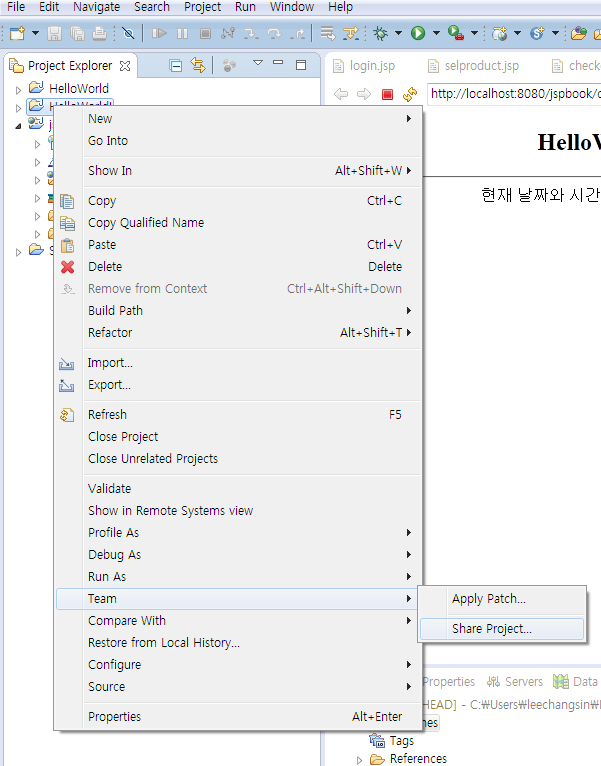 File Edit Navigate Search Project Run Window Help
Project Explorer
login.jsp selproduct.jsp check
http://localhost:8080/jspbook/
HelloWorld
HelloWorld!
HelloW
현재 날짜와 시간
New
Go Into
Show In Alt+Shift+W
Copy Ctrl+C
Copy Qualified Name
Paste Ctrl+V
Delete Delete
Remove from Context Ctrl+Alt+Shift+Down
Build Path
Refactor Alt+Shift+T
Import...
Export...
Refresh F5
Close Project
Close Unrelated Projects
Validate
Show in Remote Systems view
Profile As
Debug As
Run As
Team
Apply Patch...
Compare With
Share Project...
Restore from Local History...
Configure
Source
Properties Alt+Enter
Properties Servers Data
HEAD] - C:₩Users₩leechangsin₩
Tags
References